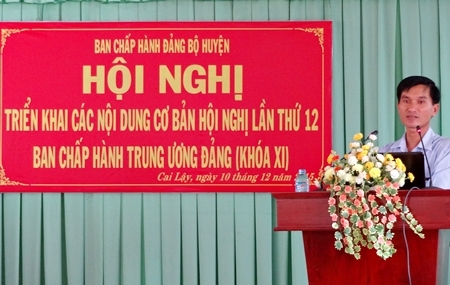 BAN CHẤP HÀNH ĐẢNG BỘ HUYỆN
HỘI NGHỊ
TRIỂN KHAI CÁC NỘI DUNG CƠ BẢN HỘI NGHỊ LẦN THỨ 12
BAN CHẤP HÀNH TRUNG ƯƠNG ĐẢNG (KHÓA XI)
Cai Lậy, ngày 10 tháng 12 năm